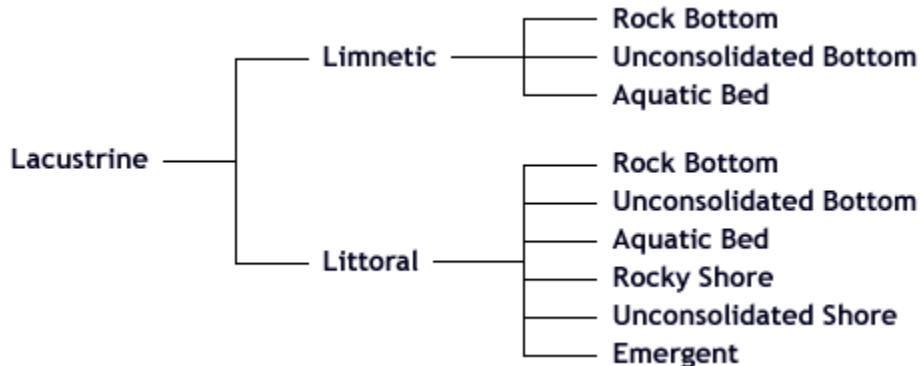 Rock Bottom
Limnetic
Unconsolidated Bottom
Aquatic Bed
Lacustrine
Rock Bottom
Unconsolidated Bottom
Aquatic Bed
Littoral
Rocky Shore
Unconsolidated Shore
Emergent